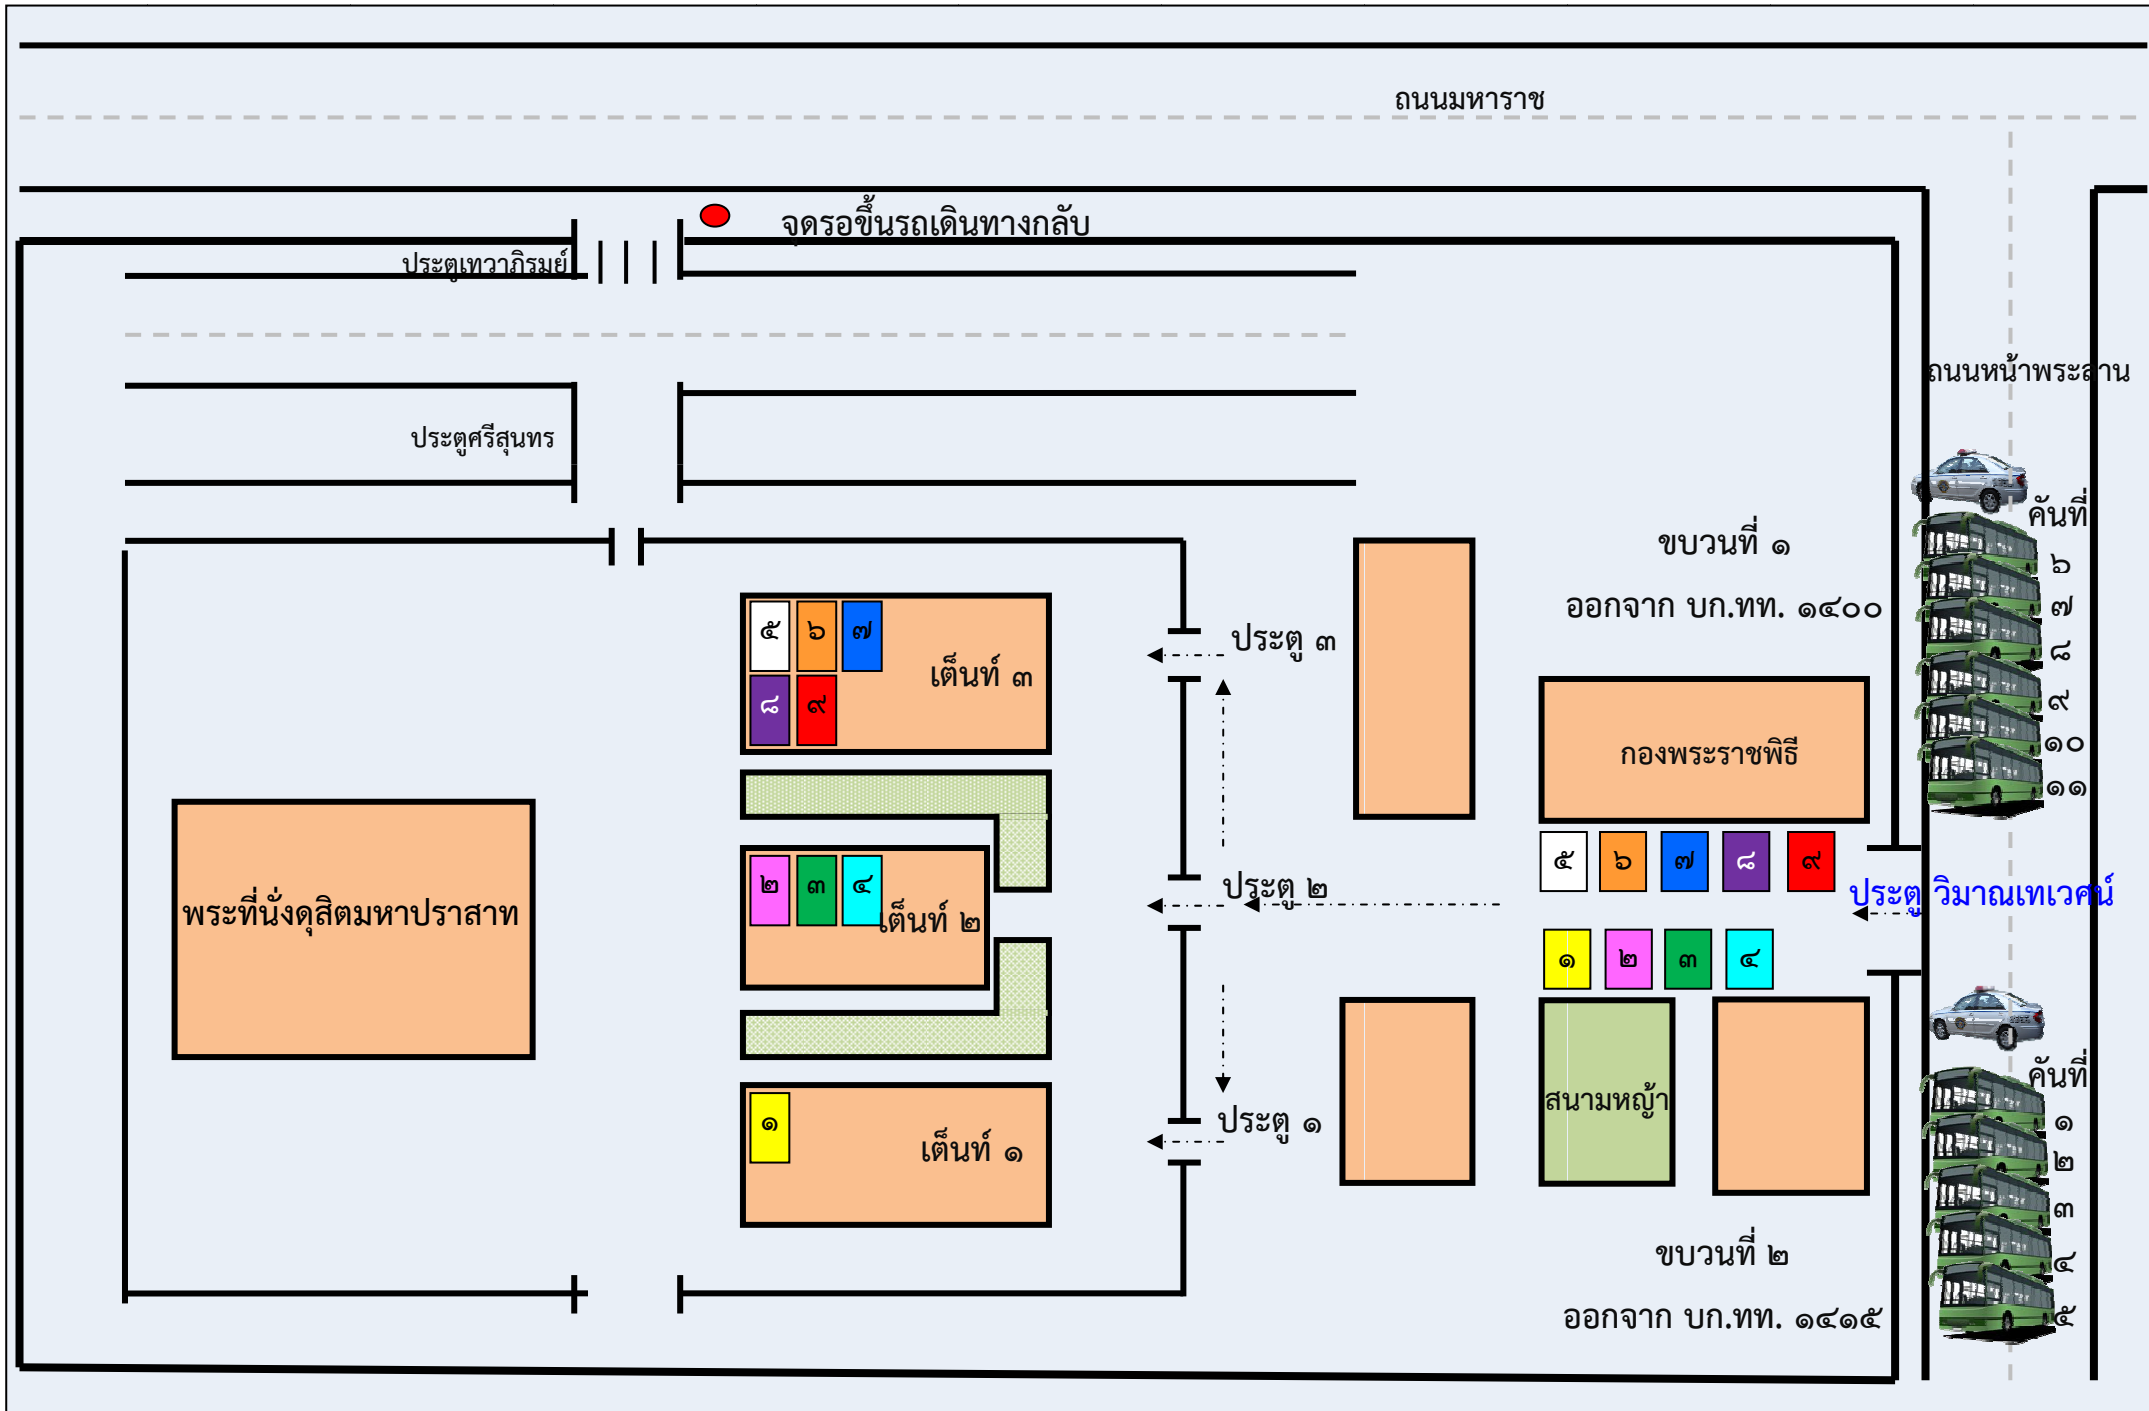 ถนนมหาราช
จุดรอขึ้นรถเดินทางกลับ
ประตูเทวาภิรมย์
ถนนหน้าพระลาน
ประตูศรีสุนทร
คันที่
๖
๗
๘
๙
๑๐
๑๑
ขบวนที่ ๑
ออกจาก บก.ทท. ๑๔๐๐
๕ ๖ ๗
๘ ๙
เต็นท์ ๓
ประตู ๓
กองพระราชพิธี
๕ ๖ ๗ ๘ ๙
ประตู วิมาณเทเวศน์
พระที่นั่งดุสิตมหาปราสาท
๒ ๓ ๔
เต็นท์ ๒
ประตู ๒
๑ ๒ ๓ ๔
สนามหญ้า
๑
เต็นท์ ๑
ประตู ๑
คันที่
๑
๒
๓
๔
๕
ขบวนที่ ๒
ออกจาก บก.ทท. ๑๔๑๕